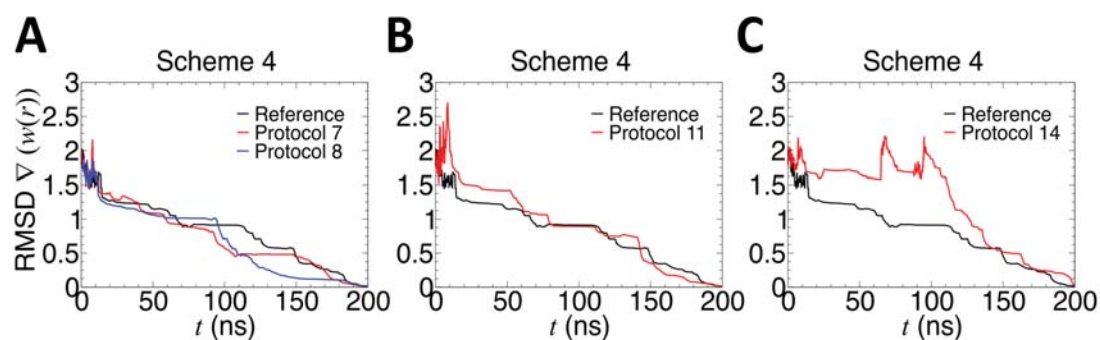 A
Scheme 4
RMSD ∇ (w(r))
3
2.5
2
1.5
1
0.5
0
Reference
Protocol 7
Protocol 8
0 50 100 150 200
t (ns)
B
Scheme 4
3
2.5
2
1.5
1
0.5
0
Reference
Protocol 11
0 50 100 150 200
t (ns)
C
Scheme 4
3
2.5
2
1.5
1
0.5
0
Reference
Protocol 14
0 50 100 150 200
t (ns)